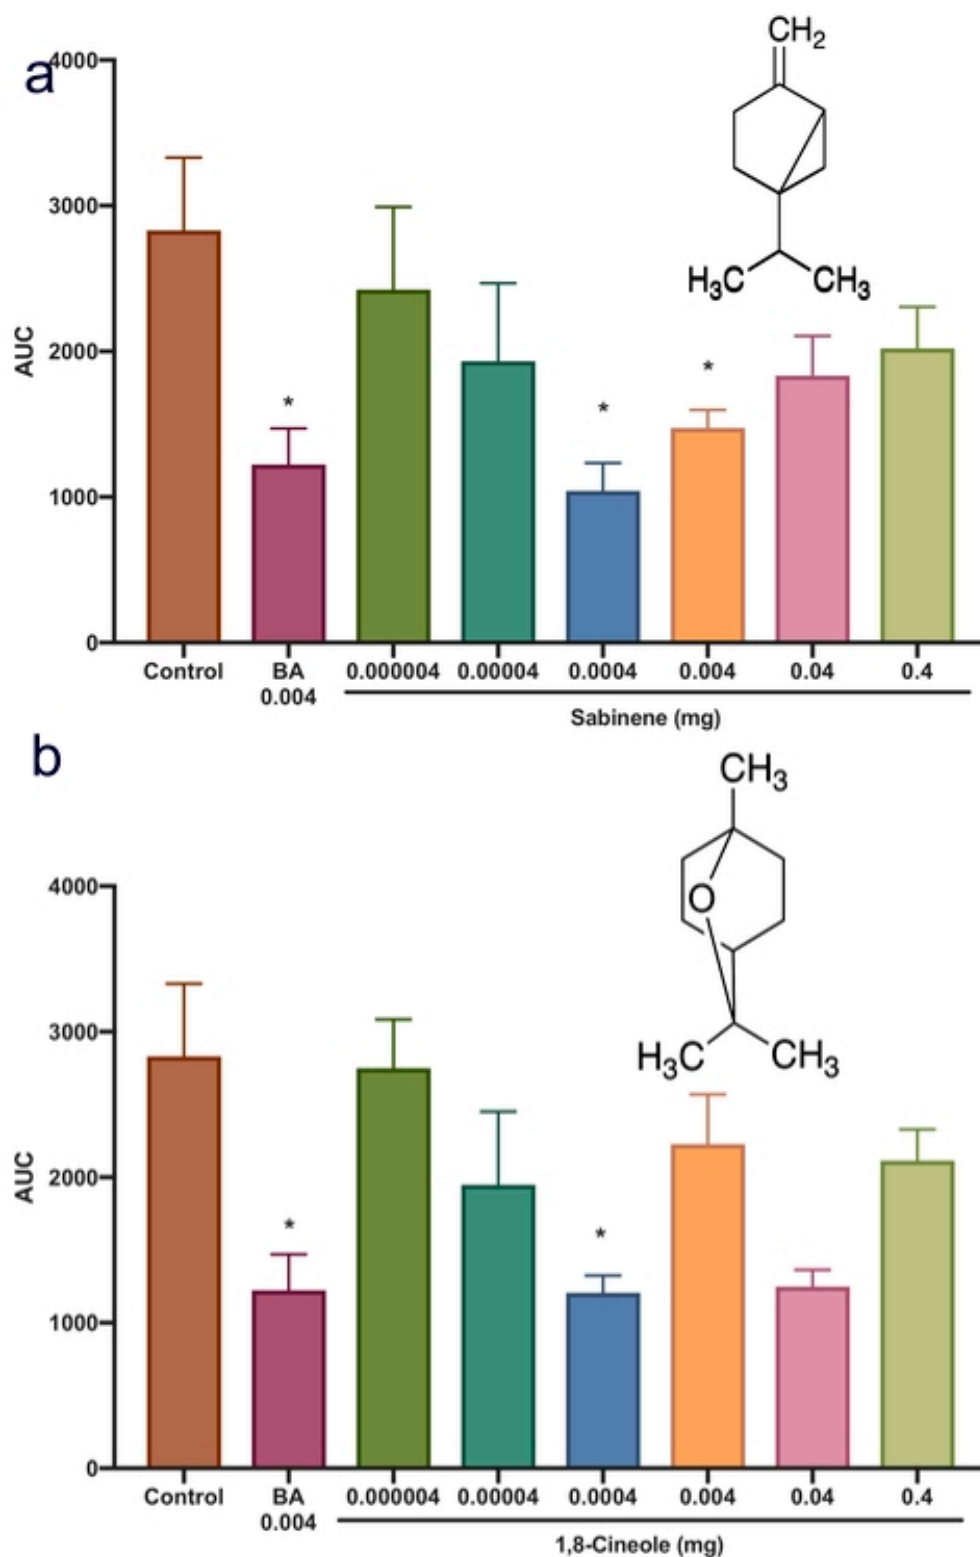 a
CH2
4000
3000
2000
1000
0
AUC
H3C CH3
*
*
*
Control BA 0.000004 0.00004 0.0004 0.004 0.04 0.4
0.004
Sabinene (mg)
b
CH3
O
H3C CH3
4000
3000
2000
1000
0
AUC
*
*
Control BA 0.000004 0.00004 0.0004 0.004 0.04 0.4
0.004
1,8-Cineole (mg)